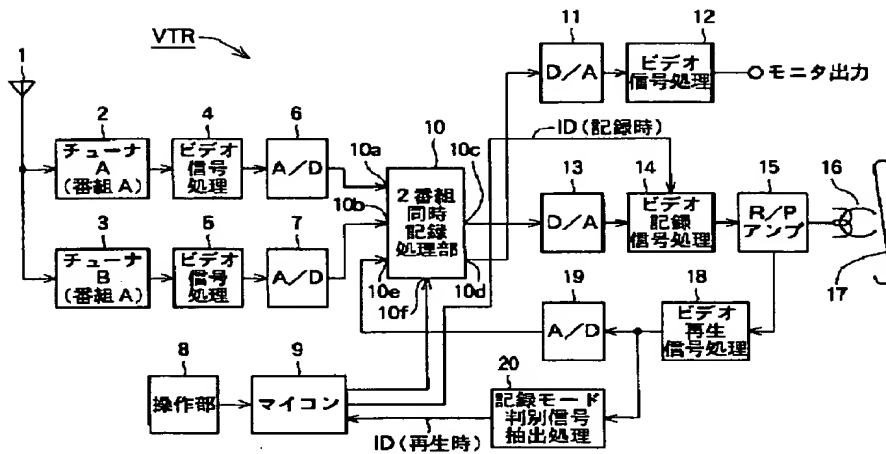 VTR
1
2
チューナ
A
(番組A)
4
ビデオ
信号
処理
6
A/D
10a
10
10c
2番組
同時
記録
処理部
10b
10e
10f
10d
3
チューナ
B
(番組A)
5
ビデオ
信号
処理
7
A/D
11
D/A
12
ビデオ
信号処理
モニタ出力
ID(記録時)
13
D/A
14
ビデオ
記録
信号処理
15
R/P
アンプ
16
17
19
A/D
18
ビデオ
再生
信号処理
8
操作部
9
マイコン
20
記録モード
判別信号
抽出処理
ID(再生時)